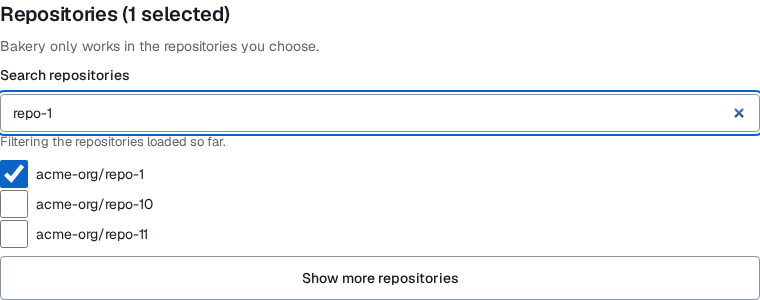 Repositories (1 selected)
Bakery only works in the repositories you choose.
Search repositories
repo-1
Filtering the repositories loaded so far.
acme-org/repo-1
acme-org/repo-10
acme-org/repo-11
Show more repositories